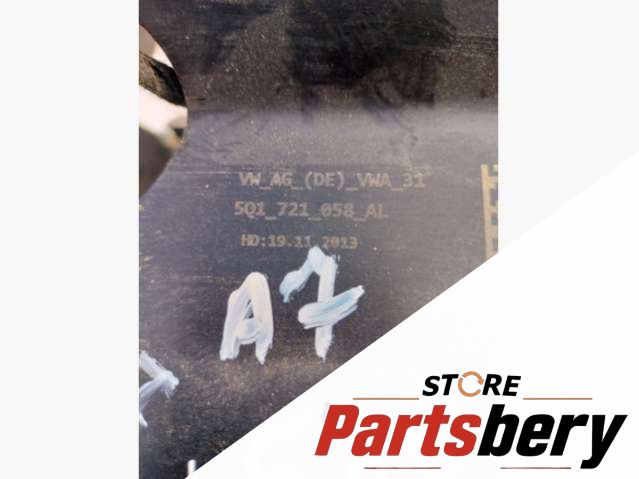 VW_AG_(DE)_VWA_31
5Q1_721_058_AL
HD:19.11.2013
A7
STORE
Partsbery